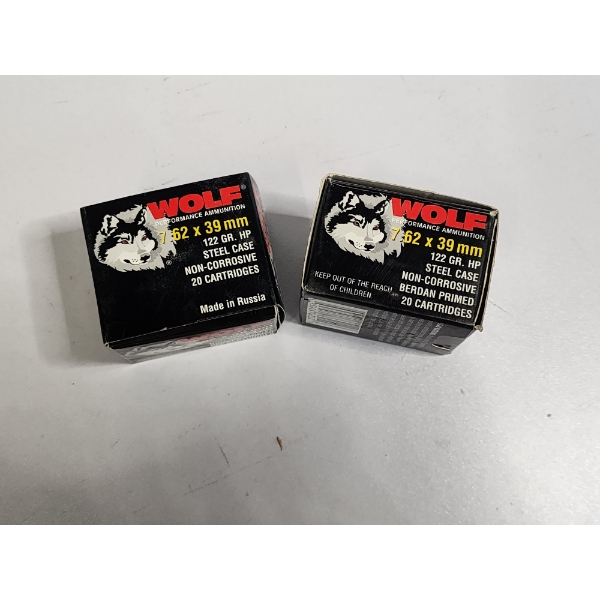 WOLF®
PERFORMANCE AMMUNITION
7.62 x 39 mm
122 GR. HP
STEEL CASE
NON-CORROSIVE
20 CARTRIDGES
Made in Russia
WOLF
PERFORMANCE AMMUNITION
7.62 x 39 mm
122 GR. HP
STEEL CASE
NON-CORROSIVE
BERDAN PRIMED
20 CARTRIDGES
KEEP OUT OF THE REACH
OF CHILDREN